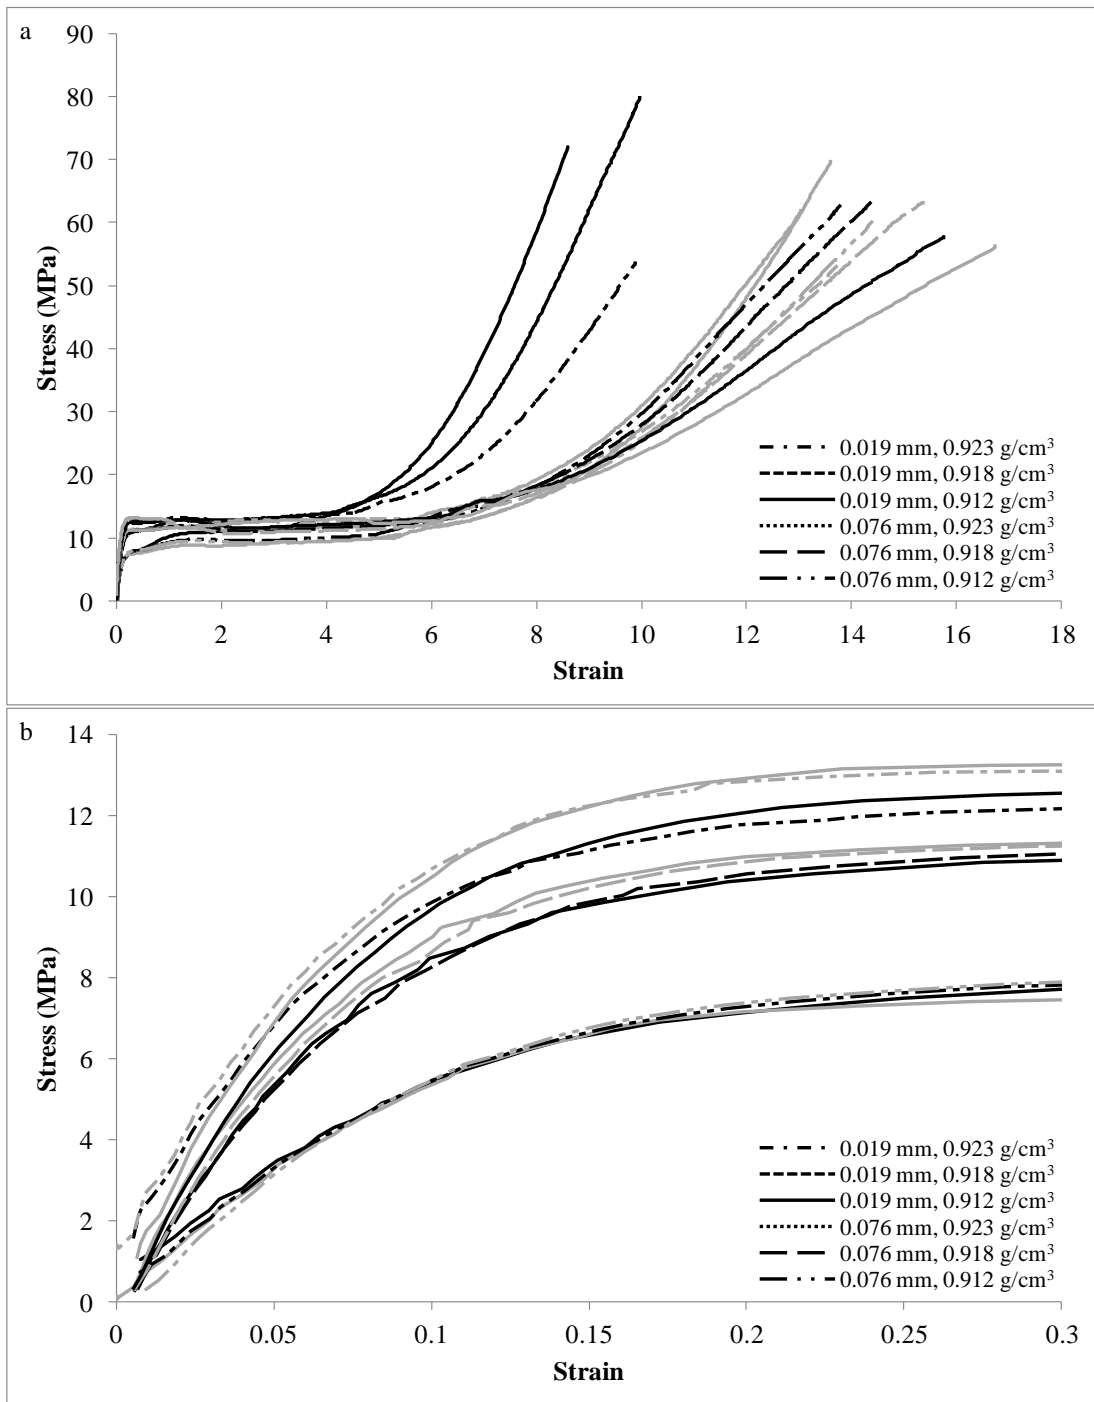 a
90
80
70
60
50
40
30
20
10
0
Stress (MPa)
0.019 mm, 0.923 g/cm³
0.019 mm, 0.918 g/cm³
0.019 mm, 0.912 g/cm³
0.076 mm, 0.923 g/cm³
0.076 mm, 0.918 g/cm³
0.076 mm, 0.912 g/cm³
0 2 4 6 8 10 12 14 16 18
Strain
b
14
12
10
8
6
4
2
0
Stress (MPa)
0.019 mm, 0.923 g/cm³
0.019 mm, 0.918 g/cm³
0.019 mm, 0.912 g/cm³
0.076 mm, 0.923 g/cm³
0.076 mm, 0.918 g/cm³
0.076 mm, 0.912 g/cm³
0 0.05 0.1 0.15 0.2 0.25 0.3
Strain